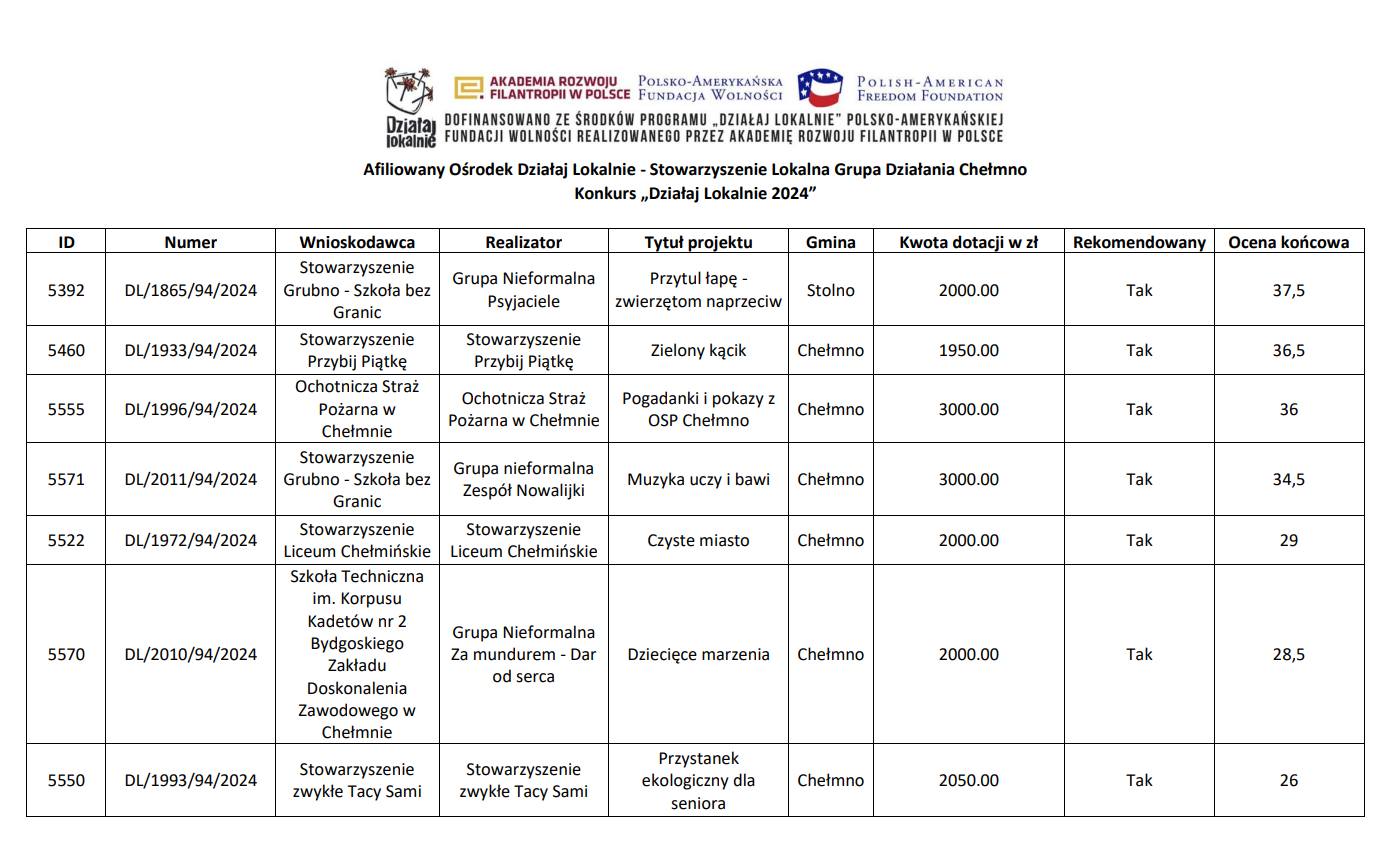 Działaj
lokalnie
AKADEMIA ROZWOJU
FILANTROPII W POLSCE
POLSKO-AMERYKAŃSKA
FUNDACJA WOLNOŚCI
POLISH-AMERICAN
FREEDOM FOUNDATION
DOFINANSOWANO ZE ŚRODKÓW PROGRAMU „DZIAŁAJ LOKALNIE” POLSKO-AMERYKAŃSKIEJ
FUNDACJI WOLNOŚCI REALIZOWANEGO PRZEZ AKADEMIĘ ROZWOJU FILANTROPII W POLSCE
Afiliowany Ośrodek Działaj Lokalnie - Stowarzyszenie Lokalna Grupa Działania Chełmno
Konkurs „Działaj Lokalnie 2024”
ID Numer Wnioskodawca Realizator Tytuł projektu Gmina Kwota dotacji w zł Rekomendowany Ocena końcowa
5392
DL/1865/94/2024
Stowarzyszenie
Grubno - Szkoła bez
Granic
Grupa Nieformalna
Psyjaciele
Przytul łapę -
zwierzętom naprzeciw
Stolno
2000.00
Tak
37,5
5460
DL/1933/94/2024
Stowarzyszenie
Przybij Piątkę
Stowarzyszenie
Przybij Piątkę
Zielony kącik
Chełmno
1950.00
Tak
36,5
5555
DL/1996/94/2024
Ochotnicza Straż
Pożarna w
Chełmnie
Ochotnicza Straż
Pożarna w Chełmnie
Pogadanki i pokazy z
OSP Chełmno
Chełmno
3000.00
Tak
36
5571
DL/2011/94/2024
Stowarzyszenie
Grubno - Szkoła bez
Granic
Grupa nieformalna
Zespół Nowalijki
Muzyka uczy i bawi
Chełmno
3000.00
Tak
34,5
5522
DL/1972/94/2024
Stowarzyszenie
Liceum Chełmińskie
Stowarzyszenie
Liceum Chełmińskie
Czyste miasto
Chełmno
2000.00
Tak
29
5570
DL/2010/94/2024
Szkoła Techniczna
im. Korpusu
Kadetów nr 2
Bydgoskiego
Zakładu
Doskonalenia
Zawodowego w
Chełmnie
Grupa Nieformalna
Za mundurem - Dar
od serca
Dziecięce marzenia
Chełmno
2000.00
Tak
28,5
5550
DL/1993/94/2024
Stowarzyszenie
zwykłe Tacy Sami
Stowarzyszenie
zwykłe Tacy Sami
Przystanek
ekologiczny dla
seniora
Chełmno
2050.00
Tak
26